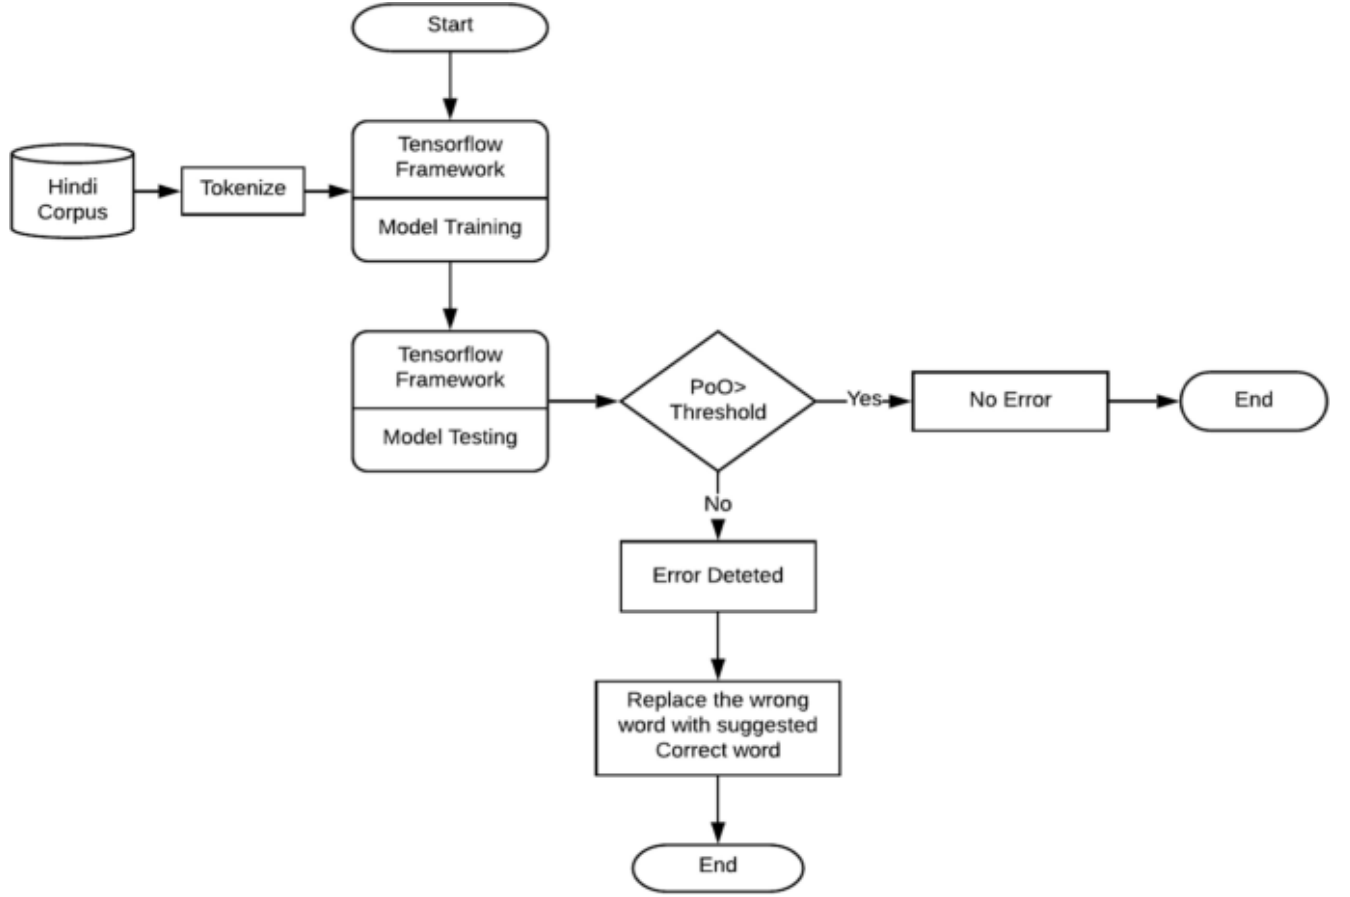 Start
Tensorflow
Framework
Model Training
Hindi
Corpus
Tokenize
Tensorflow
Framework
Model Testing
PoO>
Threshold
Yes
No Error
End
No
Error Deteted
Replace the wrong
word with suggested
Correct word
End